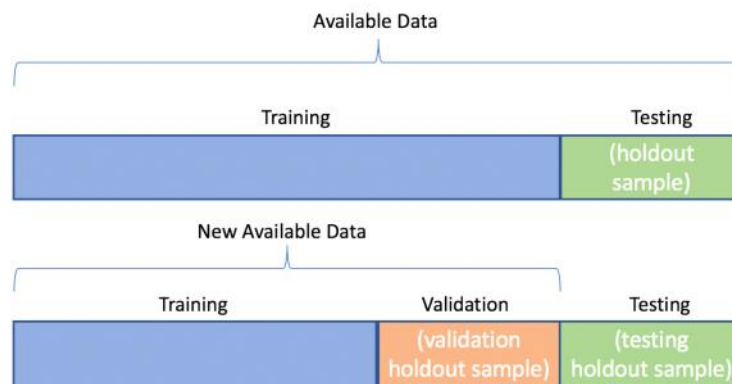 Available Data
Training
Testing
(holdout
sample)
New Available Data
Training
Validation
Testing
(validation
holdout sample)
(testing
holdout sample)